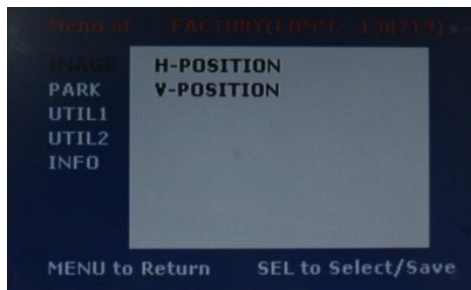 Menu of FACTORY
IMAGE H-POSITION
PARK V-POSITION
UTIL1
UTIL2
INFO
MENU to Return SEL to Select/Save